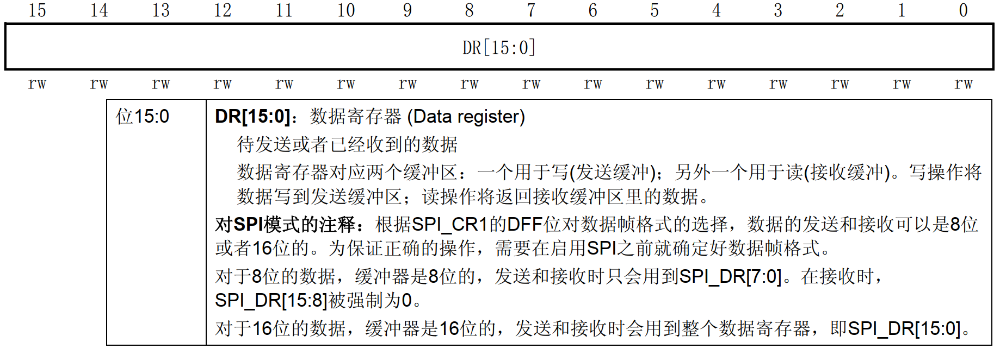 15 14 13 12 11 10 9 8 7 6 5 4 3 2 1 0
DR[15:0]
rw rw rw rw rw rw rw rw rw rw rw rw rw rw rw rw
位15:0 DR[15:0]：数据寄存器 (Data register)
待发送或者已经收到的数据
数据寄存器对应两个缓冲区：一个用于写(发送缓冲)；另外一个用于读(接收缓冲)。写操作将
数据写到发送缓冲区；读操作将返回接收缓冲区里的数据。
对SPI模式的注释：根据SPI_CR1的DFF位对数据帧格式的选择，数据的发送和接收可以是8位
或者16位的。为保证正确的操作，需要在启用SPI之前就确定好数据帧格式。
对于8位的数据，缓冲器是8位的，发送和接收时只会用到SPI_DR[7:0]。在接收时，
SPI_DR[15:8]被强制为0。
对于16位的数据，缓冲器是16位的，发送和接收时会用到整个数据寄存器，即SPI_DR[15:0]。